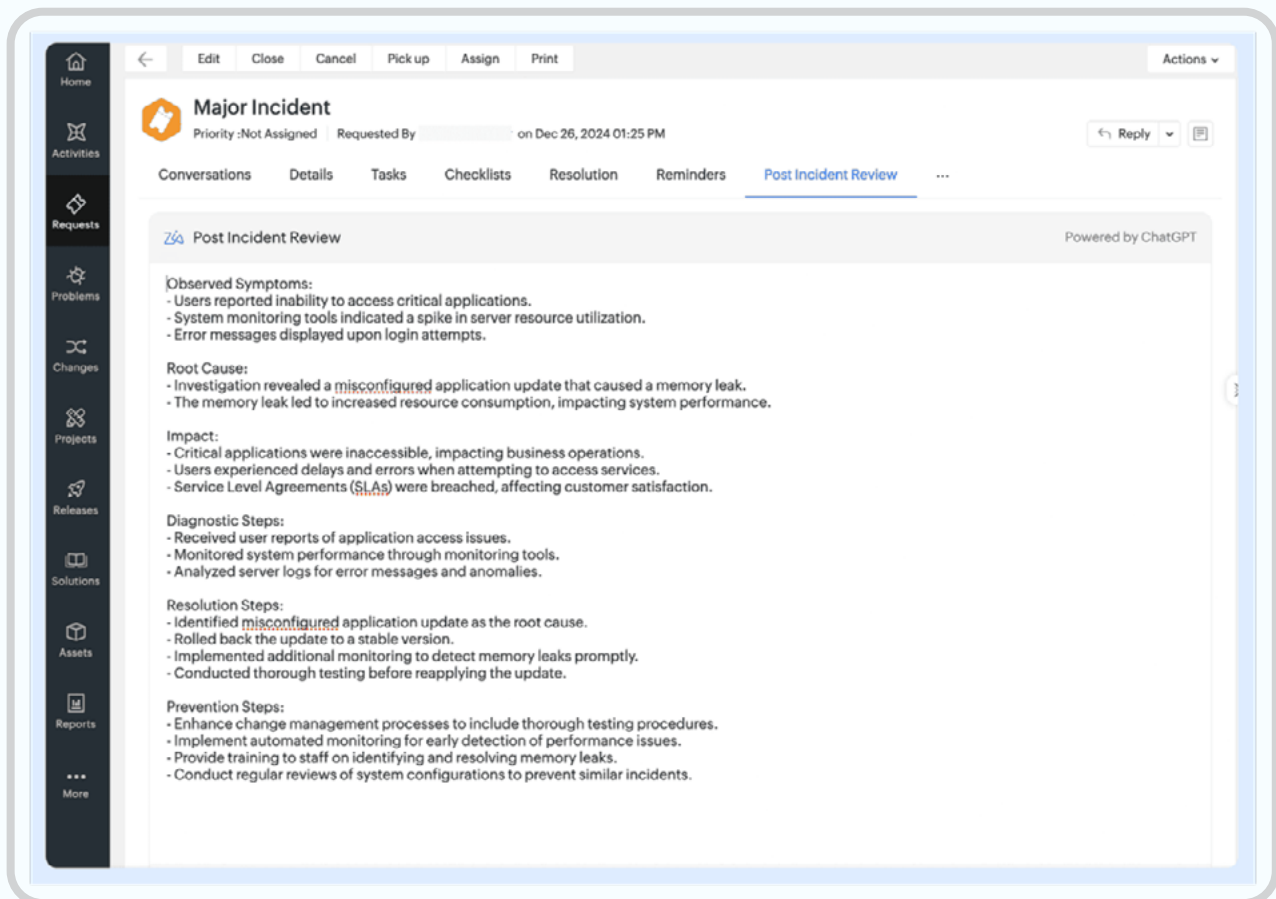 Home
Activities
Requests
Problems
Changes
Projects
Releases
Solutions
Assets
Reports
More
Edit Close Cancel Pick up Assign Print
Actions
Major Incident
Priority :Not Assigned Requested By on Dec 26, 2024 01:25 PM
Reply
Conversations Details Tasks Checklists Resolution Reminders Post Incident Review ...
Zia Post Incident Review Powered by ChatGPT
Observed Symptoms:
- Users reported inability to access critical applications.
- System monitoring tools indicated a spike in server resource utilization.
- Error messages displayed upon login attempts.
Root Cause:
- Investigation revealed a misconfigured application update that caused a memory leak.
- The memory leak led to increased resource consumption, impacting system performance.
Impact:
- Critical applications were inaccessible, impacting business operations.
- Users experienced delays and errors when attempting to access services.
- Service Level Agreements (SLAs) were breached, affecting customer satisfaction.
Diagnostic Steps:
- Received user reports of application access issues.
- Monitored system performance through monitoring tools.
- Analyzed server logs for error messages and anomalies.
Resolution Steps:
- Identified misconfigured application update as the root cause.
- Rolled back the update to a stable version.
- Implemented additional monitoring to detect memory leaks promptly.
- Conducted thorough testing before reapplying the update.
Prevention Steps:
- Enhance change management processes to include thorough testing procedures.
- Implement automated monitoring for early detection of performance issues.
- Provide training to staff on identifying and resolving memory leaks.
- Conduct regular reviews of system configurations to prevent similar incidents.